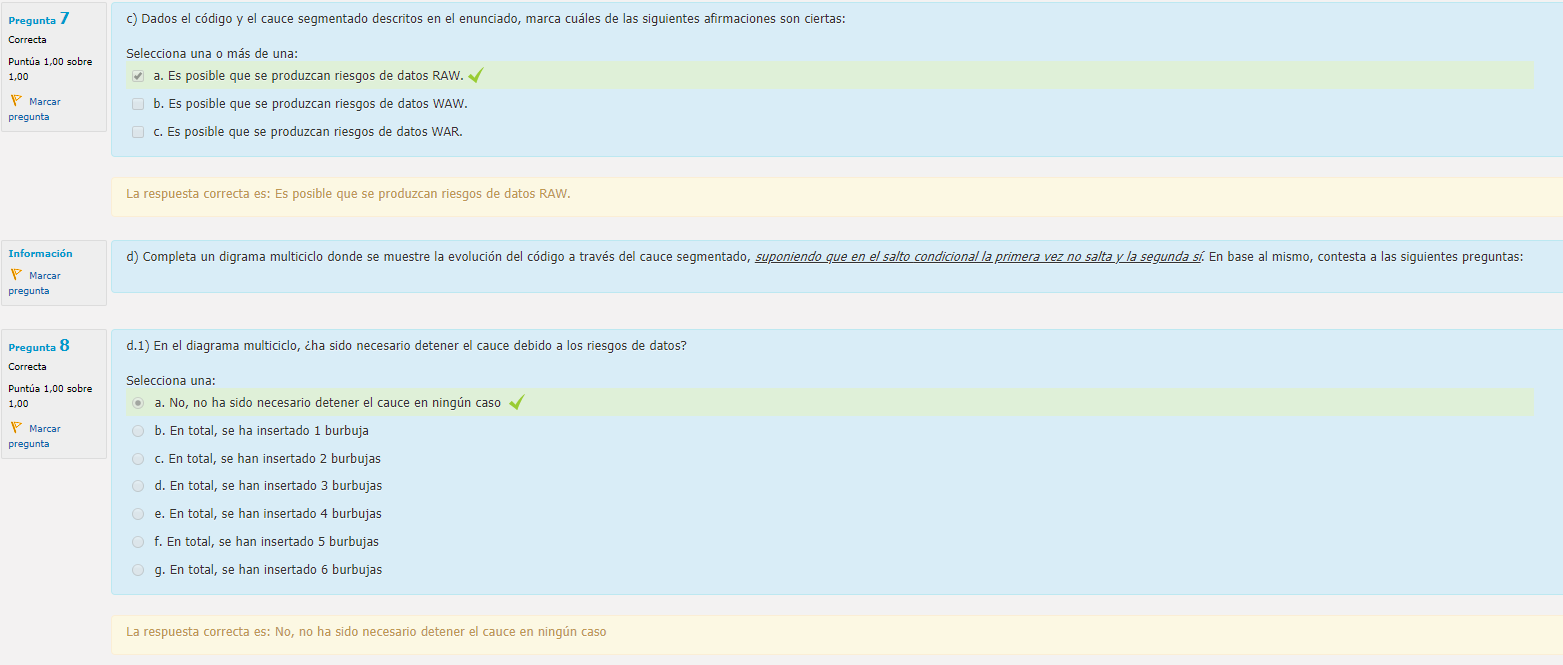 Pregunta 7
Correcta
Puntúa 1,00 sobre
1,00
Marcar
pregunta
c) Dados el código y el cauce segmentado descritos en el enunciado, marca cuáles de las siguientes afirmaciones son ciertas:
Selecciona una o más de una:
a. Es posible que se produzcan riesgos de datos RAW.
b. Es posible que se produzcan riesgos de datos WAW.
c. Es posible que se produzcan riesgos de datos WAR.
La respuesta correcta es: Es posible que se produzcan riesgos de datos RAW.
Información
Marcar
pregunta
d) Completa un digrama multiciclo donde se muestre la evolución del código a través del cauce segmentado, suponiendo que en el salto condicional la primera vez no salta y la segunda sí. En base al mismo, contesta a las siguientes preguntas:
Pregunta 8
Correcta
Puntúa 1,00 sobre
1,00
Marcar
pregunta
d.1) En el diagrama multiciclo, ¿ha sido necesario detener el cauce debido a los riesgos de datos?
Selecciona una:
a. No, no ha sido necesario detener el cauce en ningún caso
b. En total, se ha insertado 1 burbuja
c. En total, se han insertado 2 burbujas
d. En total, se han insertado 3 burbujas
e. En total, se han insertado 4 burbujas
f. En total, se han insertado 5 burbujas
g. En total, se han insertado 6 burbujas
La respuesta correcta es: No, no ha sido necesario detener el cauce en ningún caso